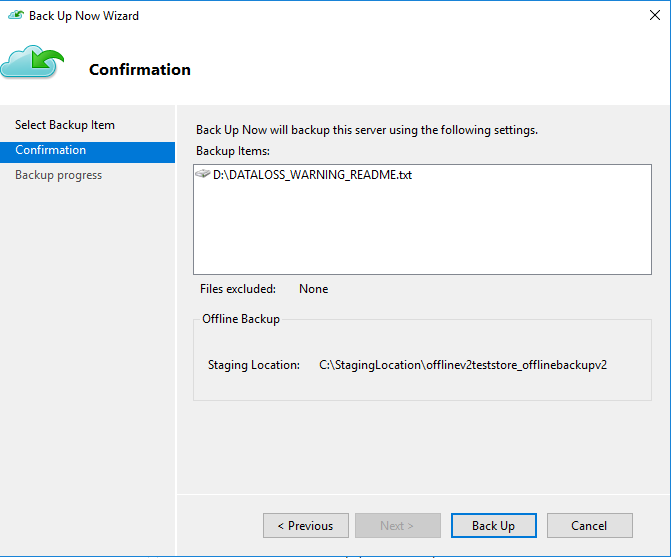 Back Up Now Wizard
Confirmation
Select Backup Item
Confirmation
Backup progress
Back Up Now will backup this server using the following settings.
Backup Items:
D:\DATALOSS_WARNING_README.txt
Files excluded: None
Offline Backup
Staging Location: C:\StagingLocation\offlinev2teststore_offlinebackupv2
< Previous
Next >
Back Up
Cancel